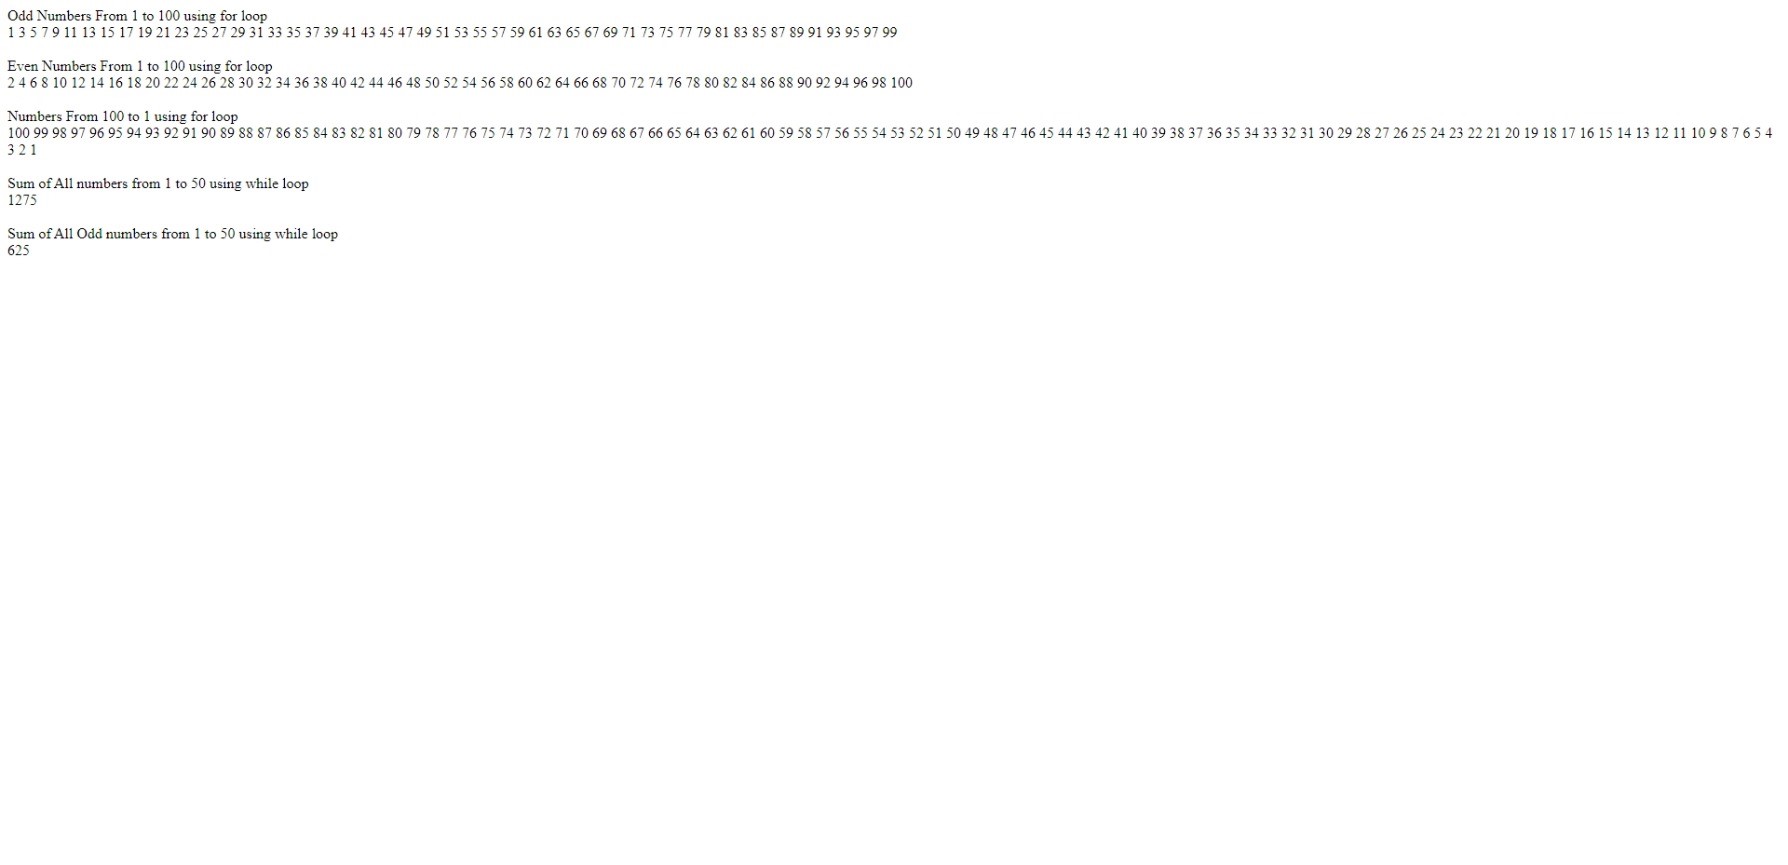 Odd Numbers From 1 to 100 using for loop
1 3 5 7 9 11 13 15 17 19 21 23 25 27 29 31 33 35 37 39 41 43 45 47 49 51 53 55 57 59 61 63 65 67 69 71 73 75 77 79 81 83 85 87 89 91 93 95 97 99
Even Numbers From 1 to 100 using for loop
2 4 6 8 10 12 14 16 18 20 22 24 26 28 30 32 34 36 38 40 42 44 46 48 50 52 54 56 58 60 62 64 66 68 70 72 74 76 78 80 82 84 86 88 90 92 94 96 98 100
Numbers From 100 to 1 using for loop
100 99 98 97 96 95 94 93 92 91 90 89 88 87 86 85 84 83 82 81 80 79 78 77 76 75 74 73 72 71 70 69 68 67 66 65 64 63 62 61 60 59 58 57 56 55 54 53 52 51 50 49 48 47 46 45 44 43 42 41 40 39 38 37 36 35 34 33 32 31 30 29 28 27 26 25 24 23 22 21 20 19 18 17 16 15 14 13 12 11 10 9 8 7 6 5 4
3 2 1
Sum of All numbers from 1 to 50 using while loop
1275
Sum of All Odd numbers from 1 to 50 using while loop
625